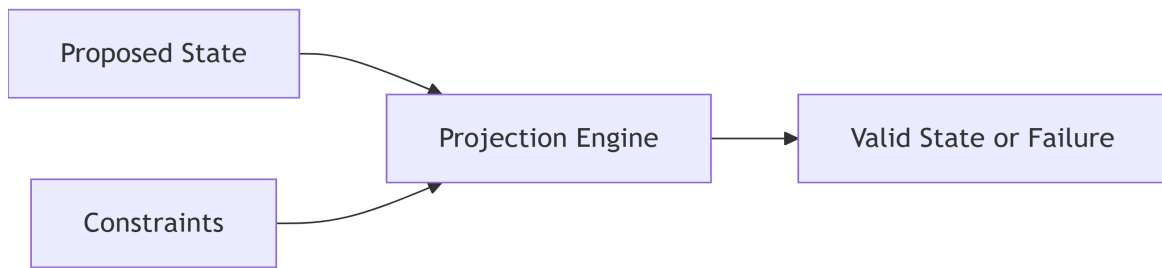 Proposed State
Projection Engine
Valid State or Failure
Constraints